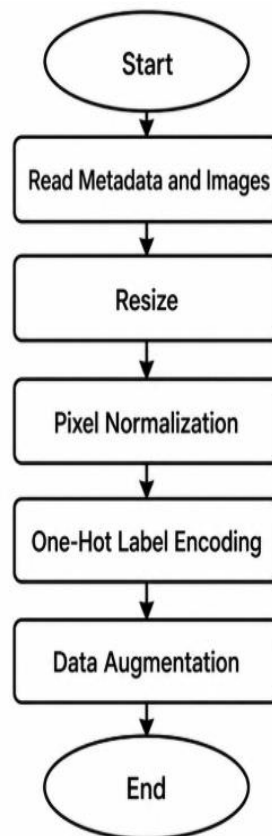 Start
Read Metadata and Images
Resize
Pixel Normalization
One-Hot Label Encoding
Data Augmentation
End